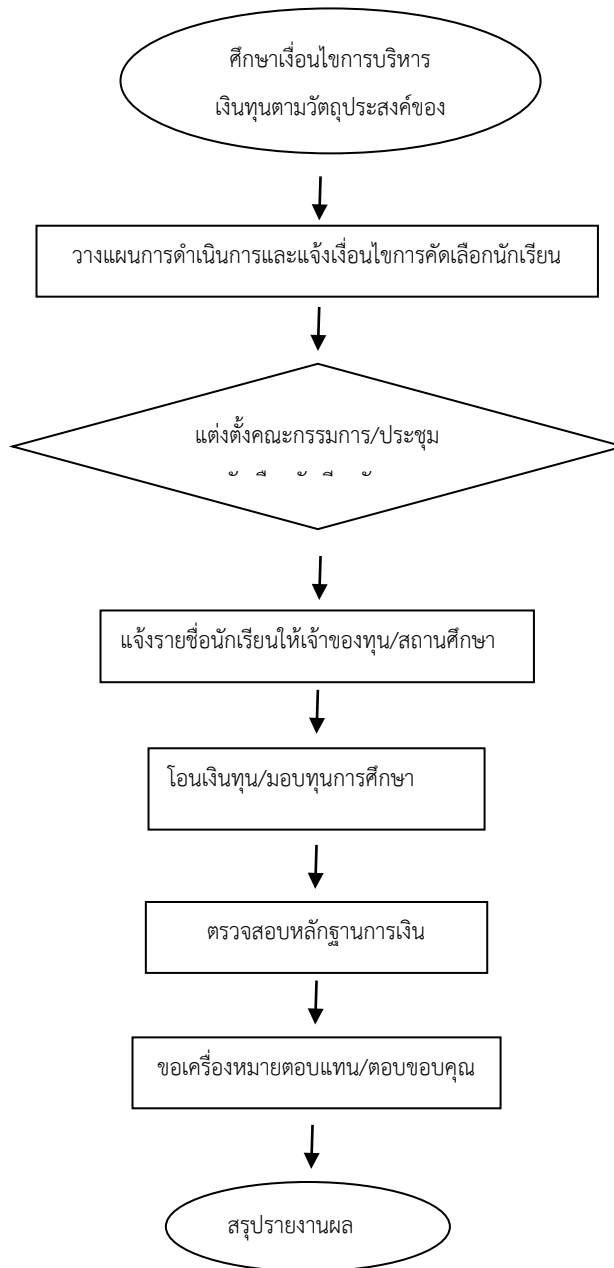 ศึกษาเงื่อนไขการบริหาร
เงินทุนตามวัตถุประสงค์ของ
วางแผนการดำเนินการและแจ้งเงื่อนไขการคัดเลือกนักเรียน
แต่งตั้งคณะกรรมการ/ประชุม
แจ้งรายชื่อนักเรียนให้เจ้าของทุน/สถานศึกษา
โอนเงินทุน/มอบทุนการศึกษา
ตรวจสอบหลักฐานการเงิน
ขอเครื่องหมายตอบแทน/ตอบขอบคุณ
สรุปรายงานผล